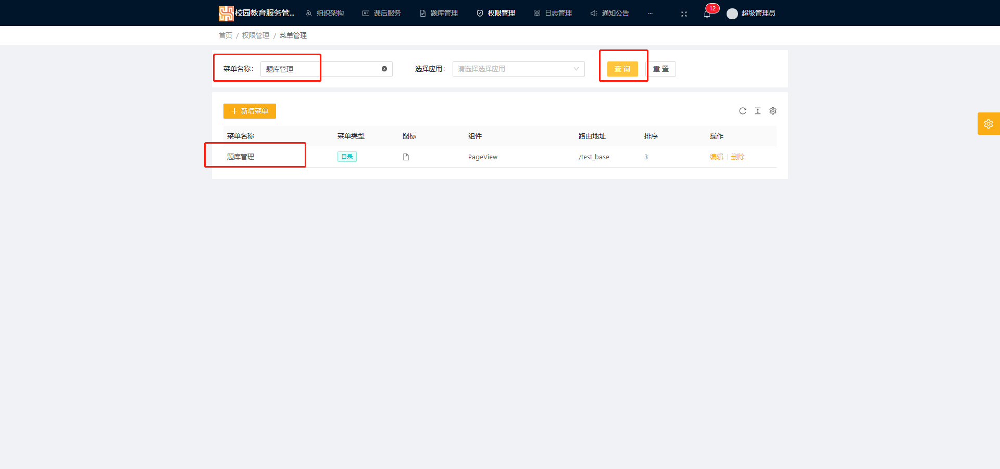 校园教育服务管... 组织架构 课后服务 题库管理 权限管理 日志管理 通知公告 ... 12 超级管理员
首页 / 权限管理 / 菜单管理
菜单名称: 题库管理 选择应用: 请选择选择应用 查 询 重 置
新增菜单
菜单名称 菜单类型 图标 组件 路由地址 排序 操作
题库管理 目录 PageView /test_base 3 编辑 删除